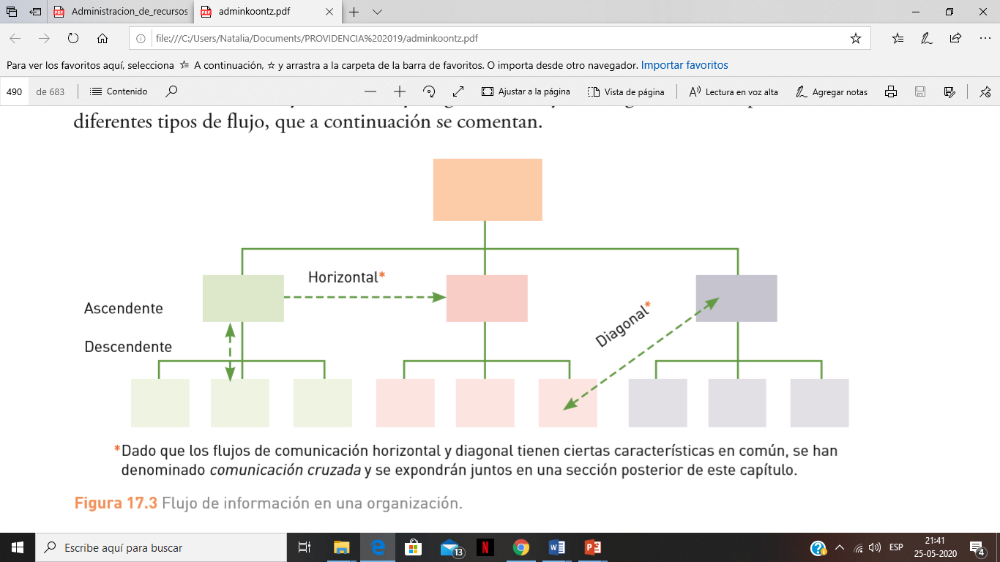 Administracion_de_recursos
adminkoontz.pdf
file:///C:/Users/Natalia/Documents/PROVIDENCIA%202019/adminkoontz.pdf
Para ver los favoritos aquí, selecciona A continuación, y arrastra a la carpeta de la barra de favoritos. O importa desde otro navegador. Importar favoritos
490 de 683 Contenido Ajustar a la página Vista de página Lectura en voz alta Agregar notas
diferentes tipos de flujo, que a continuación se comentan.
Horizontal*
Ascendente
Diagonal*
Descendente
*Dado que los flujos de comunicación horizontal y diagonal tienen ciertas características en común, se han
denominado comunicación cruzada y se expondrán juntos en una sección posterior de este capítulo.
Figura 17.3 Flujo de información en una organización.
Escribe aquí para buscar
13
ESP
21:41
25-05-2020
4